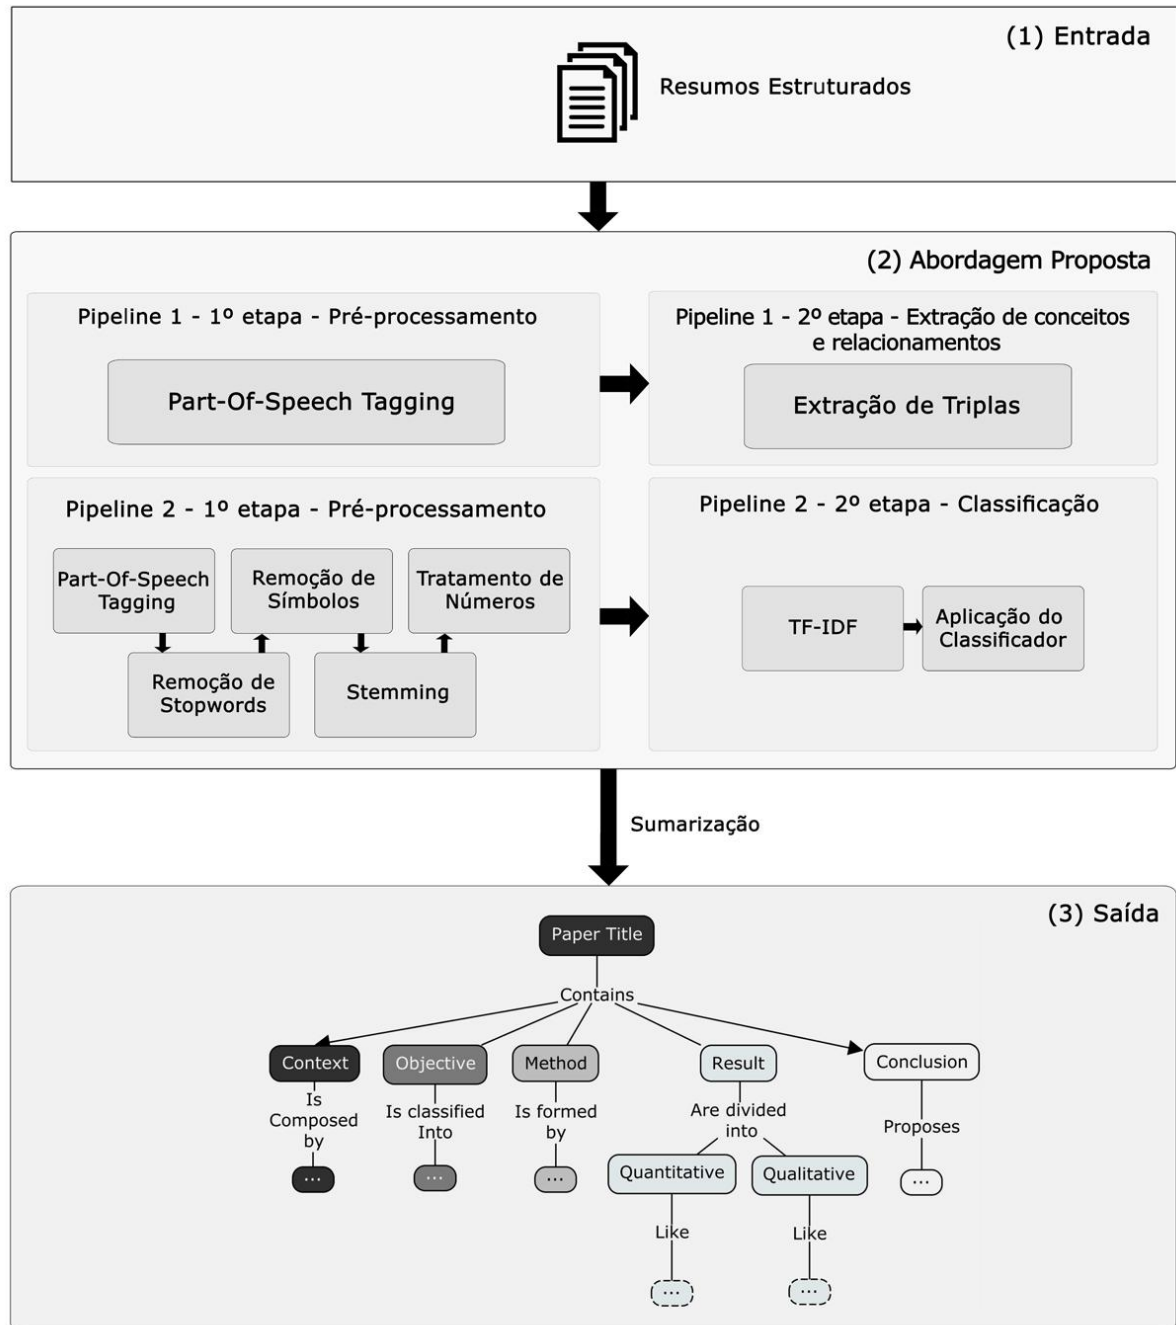 (1) Entrada
Resumos Estruturados
(2) Abordagem Proposta
Pipeline 1 - 1º etapa - Pré-processamento
Part-Of-Speech Tagging
Pipeline 1 - 2º etapa - Extração de conceitos
e relacionamentos
Extração de Triplas
Pipeline 2 - 1º etapa - Pré-processamento
Part-Of-Speech
Tagging
Remoção de
Stopwords
Remoção de
Símbolos
Stemming
Tratamento de
Números
Pipeline 2 - 2º etapa - Classificação
TF-IDF
Aplicação do
Classificador
Sumarização
(3) Saída
Paper Title
Contains
Context
Objective
Method
Result
Conclusion
Is
Composed
by
Is classified
Into
Is formed
by
Are divided
into
Proposes
...
...
...
Quantitative
Qualitative
...
Like
Like
...
...